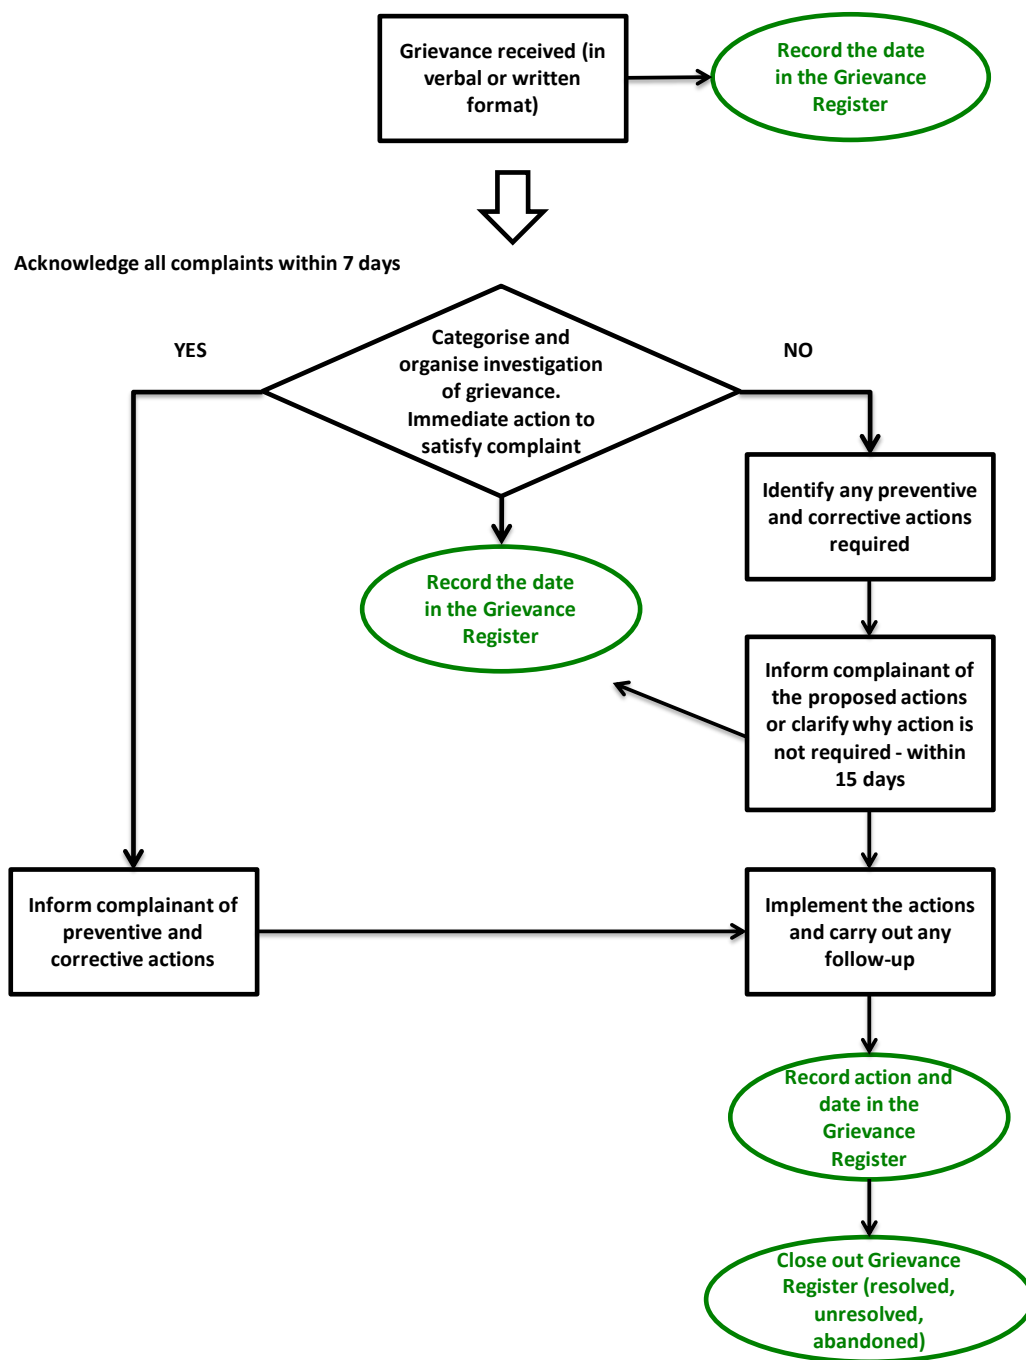 Grievance received (in
verbal or written
format)
Record the date
in the Grievance
Register
Acknowledge all complaints within 7 days
YES
Categorise and
organise investigation
of grievance.
Immediate action to
satisfy complaint
NO
Identify any preventive
and corrective actions
required
Record the date
in the Grievance
Register
Inform complainant of
the proposed actions
or clarify why action is
not required - within
15 days
Inform complainant of
preventive and
corrective actions
Implement the actions
and carry out any
follow-up
Record action and
date in the
Grievance
Register
Close out Grievance
Register (resolved,
unresolved,
abandoned)